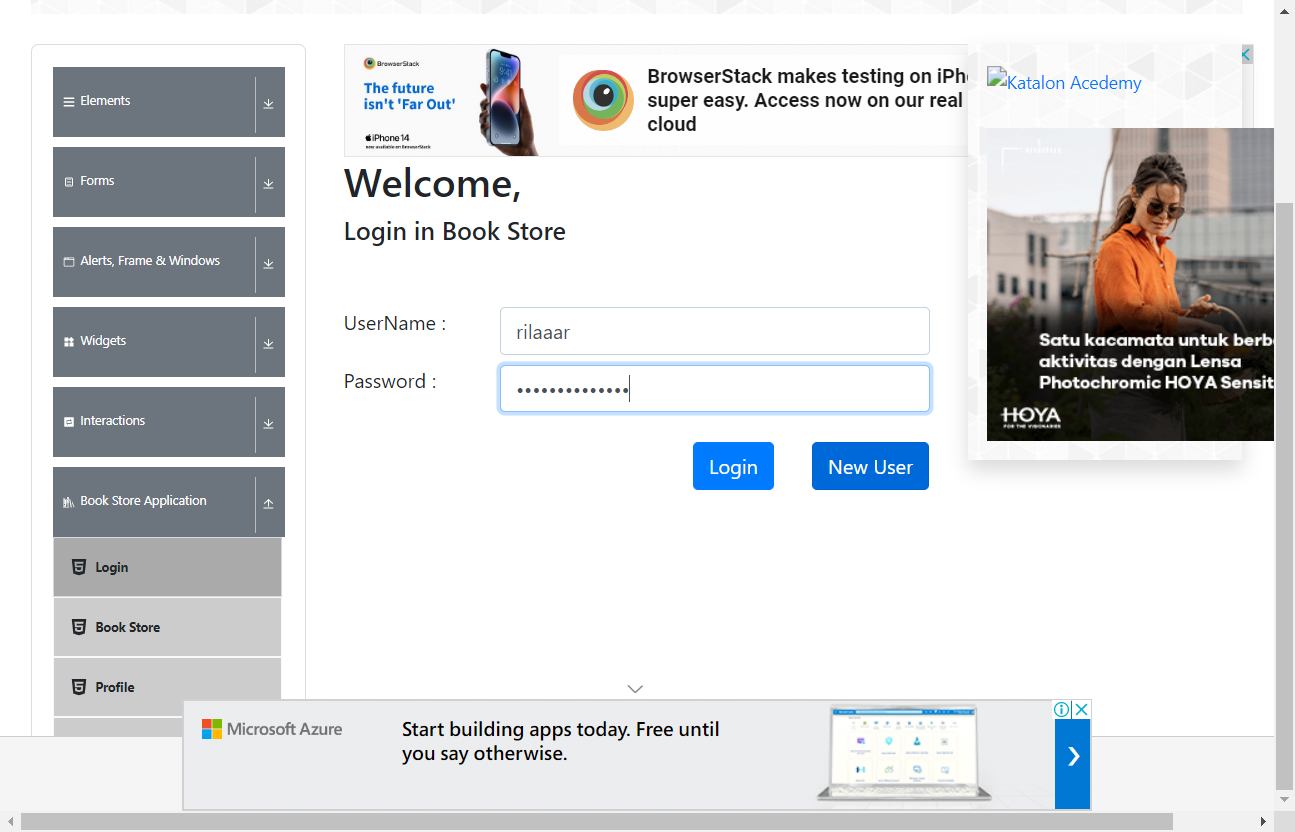 Elements
Forms
Alerts, Frame & Windows
Widgets
Interactions
Book Store Application
Login
Book Store
Profile
BrowserStack
The future
isn't 'Far Out'
iPhone 14
now available on BrowserStack
BrowserStack makes testing on iPh
super easy. Access now on our real
cloud
Welcome,
Login in Book Store
UserName :
rilaaar
Password :
••••••••••••••
Login
New User
Katalon Acedemy
Satu kacamata untuk berb
aktivitas dengan Lensa
Photochromic HOYA Sensit
HOYA
FOR THE VISIONARIES
Microsoft Azure
Start building apps today. Free until
you say otherwise.